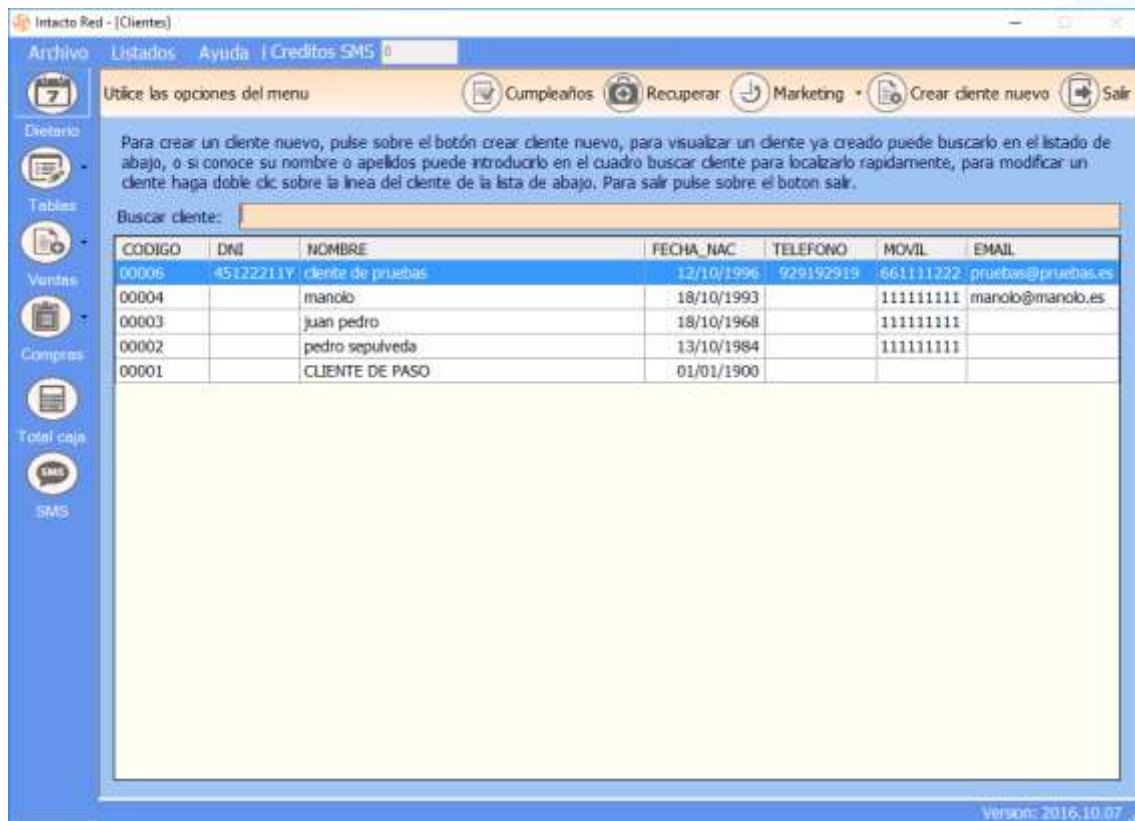 Intacto Red - [Clientes]
Archivo Listados Ayuda | Creditos SMS 0
Utilice las opciones del menu Cumpleaños Recuperar Marketing Crear cliente nuevo Salir
7
Dietario
Tablas
Ventas
Compras
Total caja
SMS
SMS
Para crear un cliente nuevo, pulse sobre el botón crear cliente nuevo, para visualizar un cliente ya creado puede buscarlo en el listado de
abajo, o si conoce su nombre o apelidos puede introducirlo en el cuadro buscar cliente para localizarlo rapidamente, para modificar un
cliente haga doble clic sobre la linea del cliente de la lista de abajo. Para salir pulse sobre el boton salir.
Buscar cliente:
CODIGO DNI NOMBRE FECHA_NAC TELEFONO MOVIL EMAIL
00006 45122211Y cliente de pruebas 12/10/1996 929192919 661111222 pruebas@pruebas.es
00004 manolo 18/10/1993 111111111 manolo@manolo.es
00003 juan pedro 18/10/1968 111111111
00002 pedro sepulveda 13/10/1984 111111111
00001 CLIENTE DE PASO 01/01/1900
Version: 2016.10.07